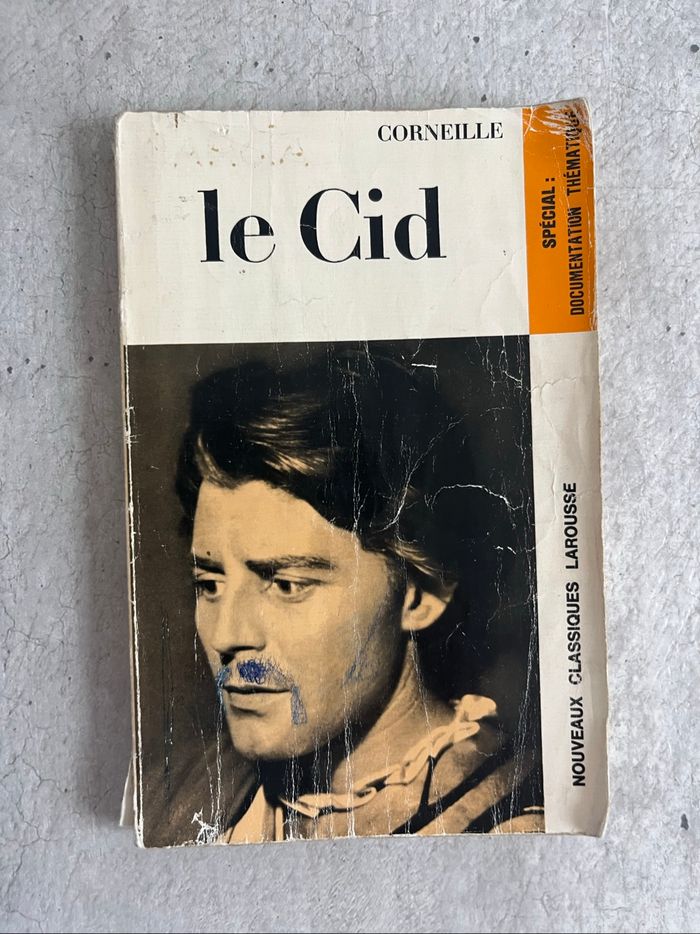 CORNEILLE
le Cid
SPÉCIAL :
DOCUMENTATION THÉMATIQUE
NOUVEAUX CLASSIQUES LAROUSSE